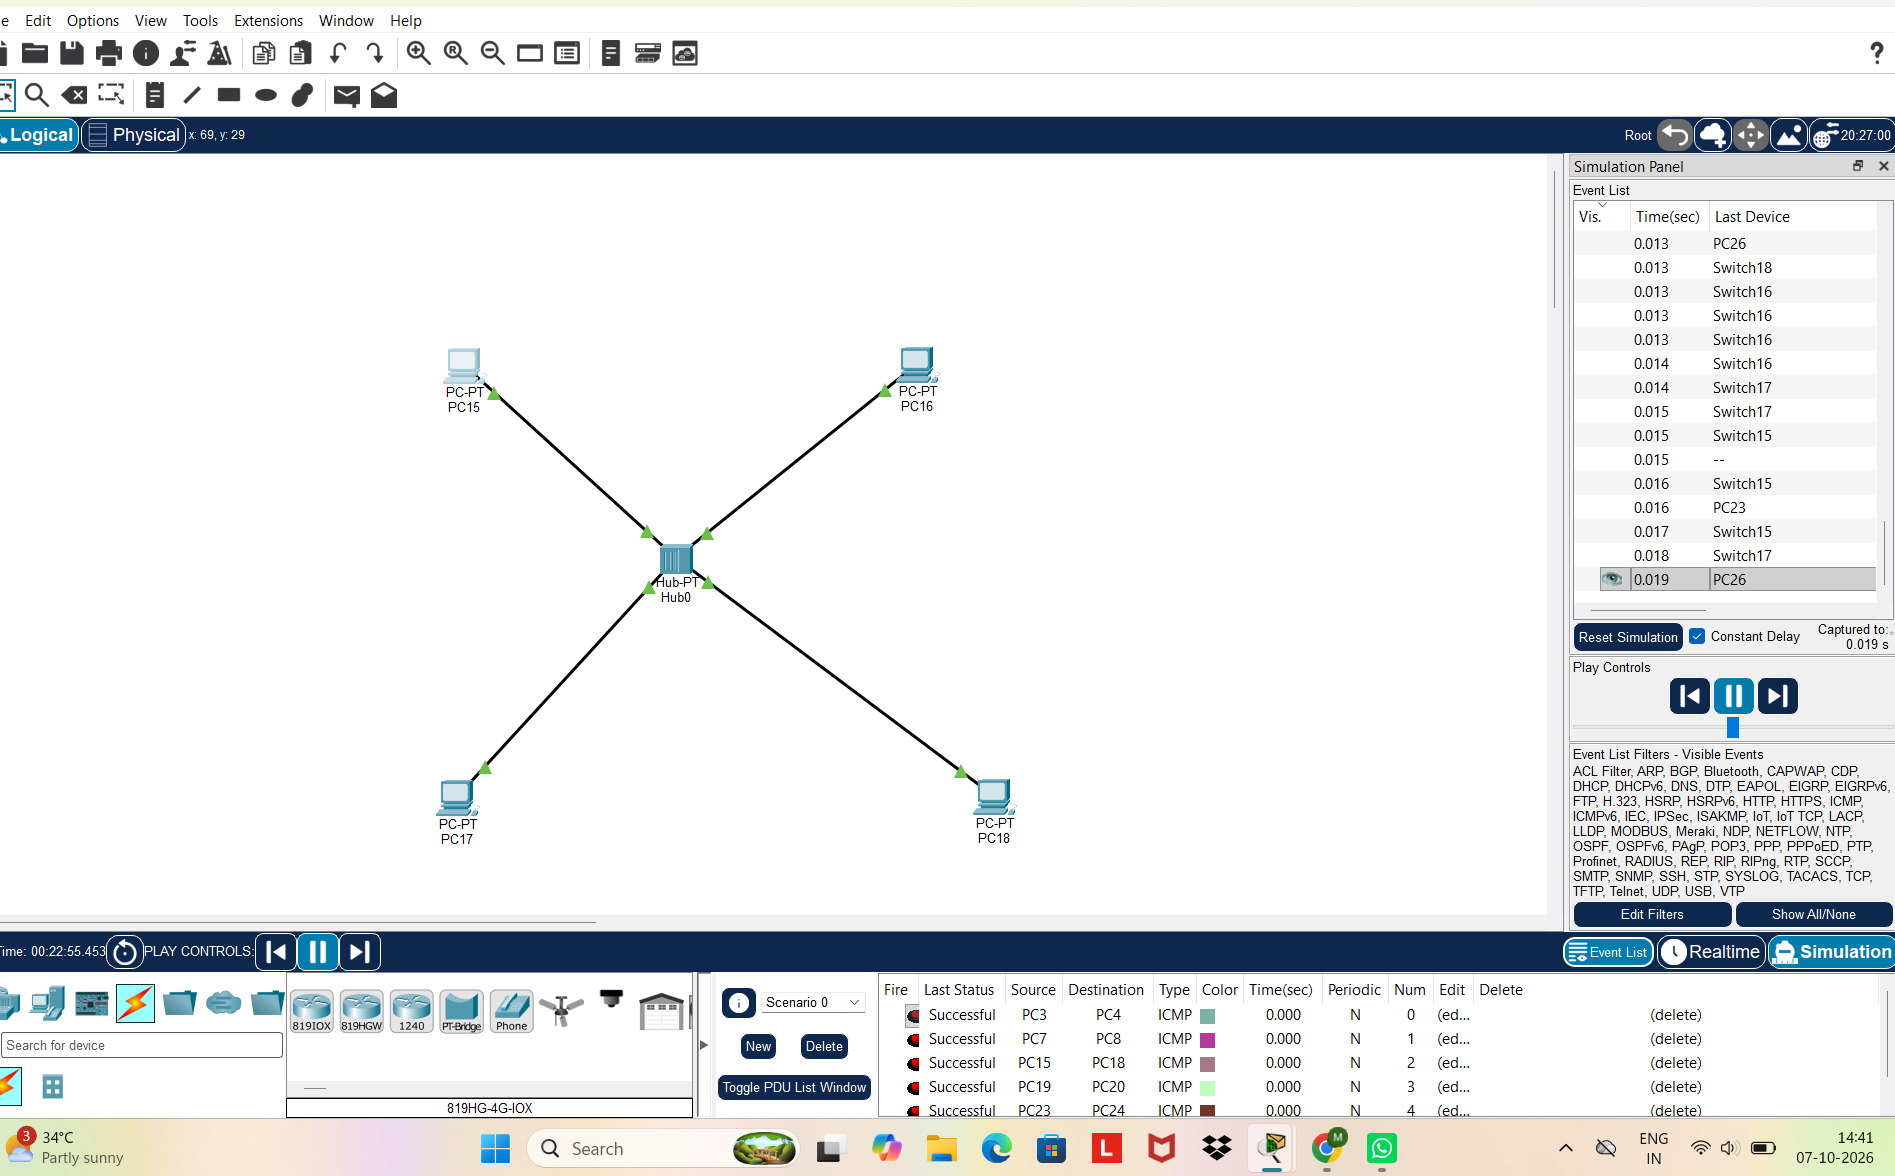 e Edit Options View Tools Extensions Window Help
Logical Physical x: 69, y: 29 Root 20:27:00
Simulation Panel
Event List
Vis. Time(sec) Last Device
0.013 PC26
0.013 Switch18
0.013 Switch16
0.013 Switch16
0.013 Switch16
0.014 Switch16
0.014 Switch17
0.015 Switch17
0.015 Switch15
0.015 --
0.016 Switch15
0.016 PC23
0.017 Switch15
0.018 Switch17
0.019 PC26
Reset Simulation Constant Delay Captured to:
0.019 s
Play Controls
Event List Filters - Visible Events
ACL Filter, ARP, BGP, Bluetooth, CAPWAP, CDP,
DHCP, DHCPv6, DNS, DTP, EAPOL, EIGRP, EIGRPv6,
FTP, H.323, HSRP, HSRPv6, HTTP, HTTPS, ICMP,
ICMPv6, IEC, IPSec, ISAKMP, IoT, IoT TCP, LACP,
LLDP, MODBUS, Meraki, NDP, NETFLOW, NTP,
OSPF, OSPFv6, PAgP, POP3, PPP, PPPoED, PTP,
Profinet, RADIUS, REP, RIP, RIPng, RTP, SCCP,
SMTP, SNMP, SSH, STP, SYSLOG, TACACS, TCP,
TFTP, Telnet, UDP, USB, VTP
Edit Filters Show All/None
PC-PT
PC15
PC-PT
PC16
Hub-PT
Hub0
PC-PT
PC17
PC-PT
PC18
ime: 00:22:55.453 PLAY CONTROLS: Event List Realtime Simulation
819IOX 819HGW 1240 PT-Bridge Phone
Search for device
819HG-4G-IOX
Scenario 0
New Delete
Toggle PDU List Window
Fire Last Status Source Destination Type Color Time(sec) Periodic Num Edit Delete
Successful PC3 PC4 ICMP 0.000 N 0 (ed... (delete)
Successful PC7 PC8 ICMP 0.000 N 1 (ed... (delete)
Successful PC15 PC18 ICMP 0.000 N 2 (ed... (delete)
Successful PC19 PC20 ICMP 0.000 N 3 (ed... (delete)
Successful PC23 PC24 ICMP 0.000 N 4 (ed... (delete)
3 34°C
Partly sunny
Search
L
M
ENG
IN
14:41
07-10-2026